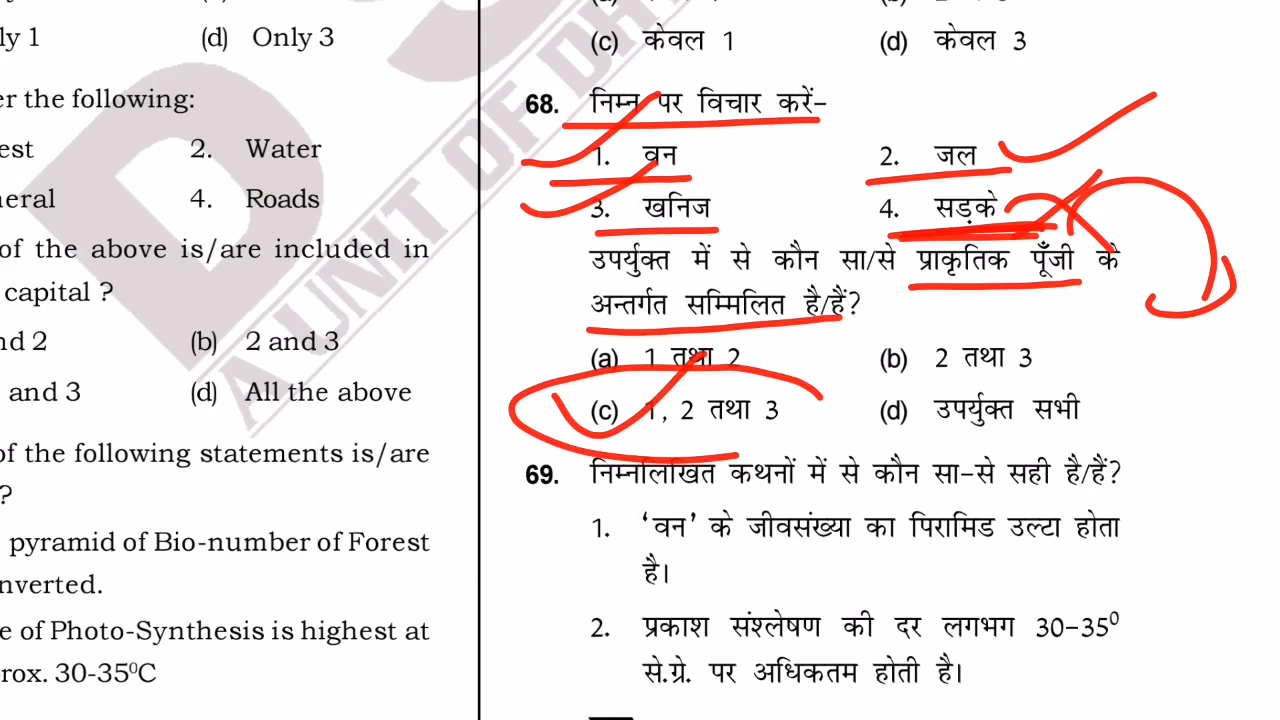 ly 1
(d) Only 3
er the following:
est
2. Water
neral
4. Roads
of the above is/are included in
capital ?
nd 2
(b) 2 and 3
and 3
(d) All the above
of the following statements is/are
?
pyramid of Bio-number of Forest
nverted.
e of Photo-Synthesis is highest at
rox. 30-35⁰C
(c) केवल 1
(d) केवल 3
68. निम्न पर विचार करें–
1. वन
2. जल
3. खनिज
4. सड़के
उपर्युक्त में से कौन सा/से प्राकृतिक पूँजी के
अन्तर्गत सम्मिलित है/हैं?
(a) 1 तथा 2
(b) 2 तथा 3
(c) 1, 2 तथा 3
(d) उपर्युक्त सभी
69. निम्नलिखित कथनों में से कौन सा-से सही है/हैं?
1. ‘वन’ के जीवसंख्या का पिरामिड उल्टा होता
है।
2. प्रकाश संश्लेषण की दर लगभग 30-35⁰
से.ग्रे. पर अधिकतम होती है।
A UNIT OF DR